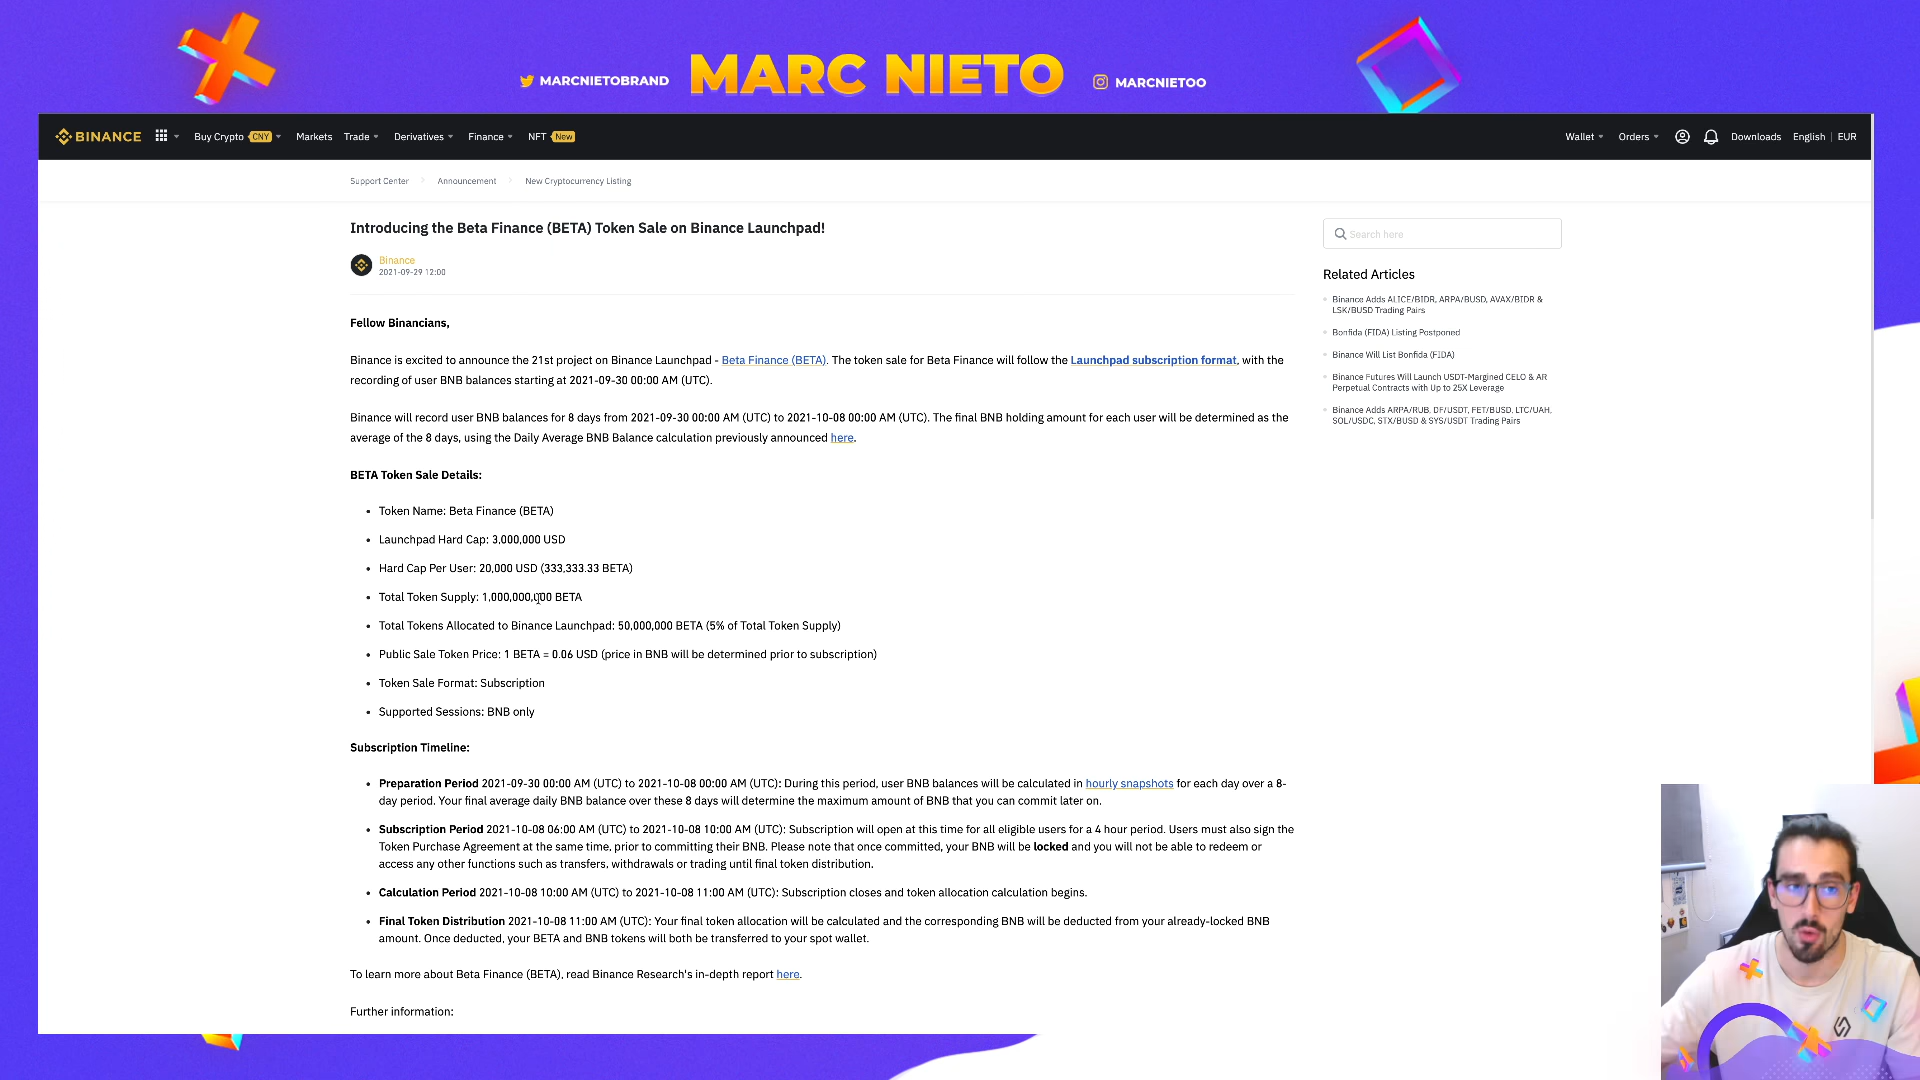 MARCNIETOBRAND
MARC NIETO
MARCNIETOO
BINANCE
Buy Crypto CNY
Markets
Trade
Derivatives
Finance
NFT New
Wallet
Orders
Downloads
English | EUR
Support Center
Announcement
New Cryptocurrency Listing
Introducing the Beta Finance (BETA) Token Sale on Binance Launchpad!
Binance
2021-09-29 12:00
Fellow Binancians,
Binance is excited to announce the 21st project on Binance Launchpad - Beta Finance (BETA). The token sale for Beta Finance will follow the Launchpad subscription format, with the
recording of user BNB balances starting at 2021-09-30 00:00 AM (UTC).
Binance will record user BNB balances for 8 days from 2021-09-30 00:00 AM (UTC) to 2021-10-08 00:00 AM (UTC). The final BNB holding amount for each user will be determined as the
average of the 8 days, using the Daily Average BNB Balance calculation previously announced here.
BETA Token Sale Details:
• Token Name: Beta Finance (BETA)
• Launchpad Hard Cap: 3,000,000 USD
• Hard Cap Per User: 20,000 USD (333,333.33 BETA)
• Total Token Supply: 1,000,000,000 BETA
• Total Tokens Allocated to Binance Launchpad: 50,000,000 BETA (5% of Total Token Supply)
• Public Sale Token Price: 1 BETA = 0.06 USD (price in BNB will be determined prior to subscription)
• Token Sale Format: Subscription
• Supported Sessions: BNB only
Subscription Timeline:
• Preparation Period 2021-09-30 00:00 AM (UTC) to 2021-10-08 00:00 AM (UTC): During this period, user BNB balances will be calculated in hourly snapshots for each day over a 8-
day period. Your final average daily BNB balance over these 8 days will determine the maximum amount of BNB that you can commit later on.
• Subscription Period 2021-10-08 06:00 AM (UTC) to 2021-10-08 10:00 AM (UTC): Subscription will open at this time for all eligible users for a 4 hour period. Users must also sign the
Token Purchase Agreement at the same time, prior to committing their BNB. Please note that once committed, your BNB will be locked and you will not be able to redeem or
access any other functions such as transfers, withdrawals or trading until final token distribution.
• Calculation Period 2021-10-08 10:00 AM (UTC) to 2021-10-08 11:00 AM (UTC): Subscription closes and token allocation calculation begins.
• Final Token Distribution 2021-10-08 11:00 AM (UTC): Your final token allocation will be calculated and the corresponding BNB will be deducted from your already-locked BNB
amount. Once deducted, your BETA and BNB tokens will both be transferred to your spot wallet.
To learn more about Beta Finance (BETA), read Binance Research's in-depth report here.
Further information:
Search here
Related Articles
Binance Adds ALICE/BIDR, ARPA/BUSD, AVAX/BIDR &
LSK/BUSD Trading Pairs
Bonfida (FIDA) Listing Postponed
Binance Will List Bonfida (FIDA)
Binance Futures Will Launch USDT-Margined CELO & AR
Perpetual Contracts with Up to 25X Leverage
Binance Adds ARPA/RUB, DF/USDT, FET/BUSD, LTC/UAH,
SOL/USDC, STX/BUSD & SYS/USDT Trading Pairs